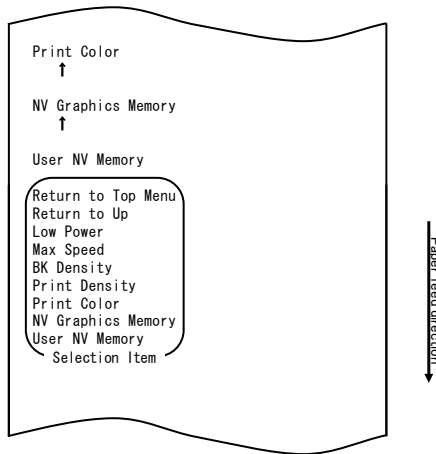 Print Color
↑
NV Graphics Memory
↑
User NV Memory
Return to Top Menu
Return to Up
Low Power
Max Speed
BK Density
Print Density
Print Color
NV Graphics Memory
User NV Memory
Selection Item
Paper feed direction